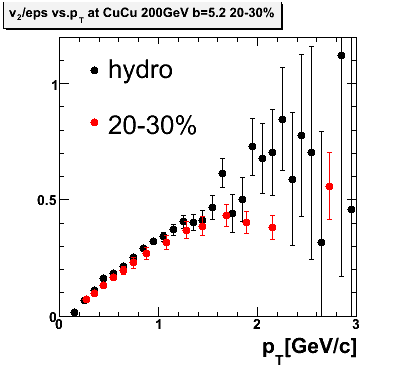 v2/eps vs.pT at CuCu 200GeV b=5.2 20-30%
hydro
20-30%
1
0.5
0
0 1 2 3
pT[GeV/c]